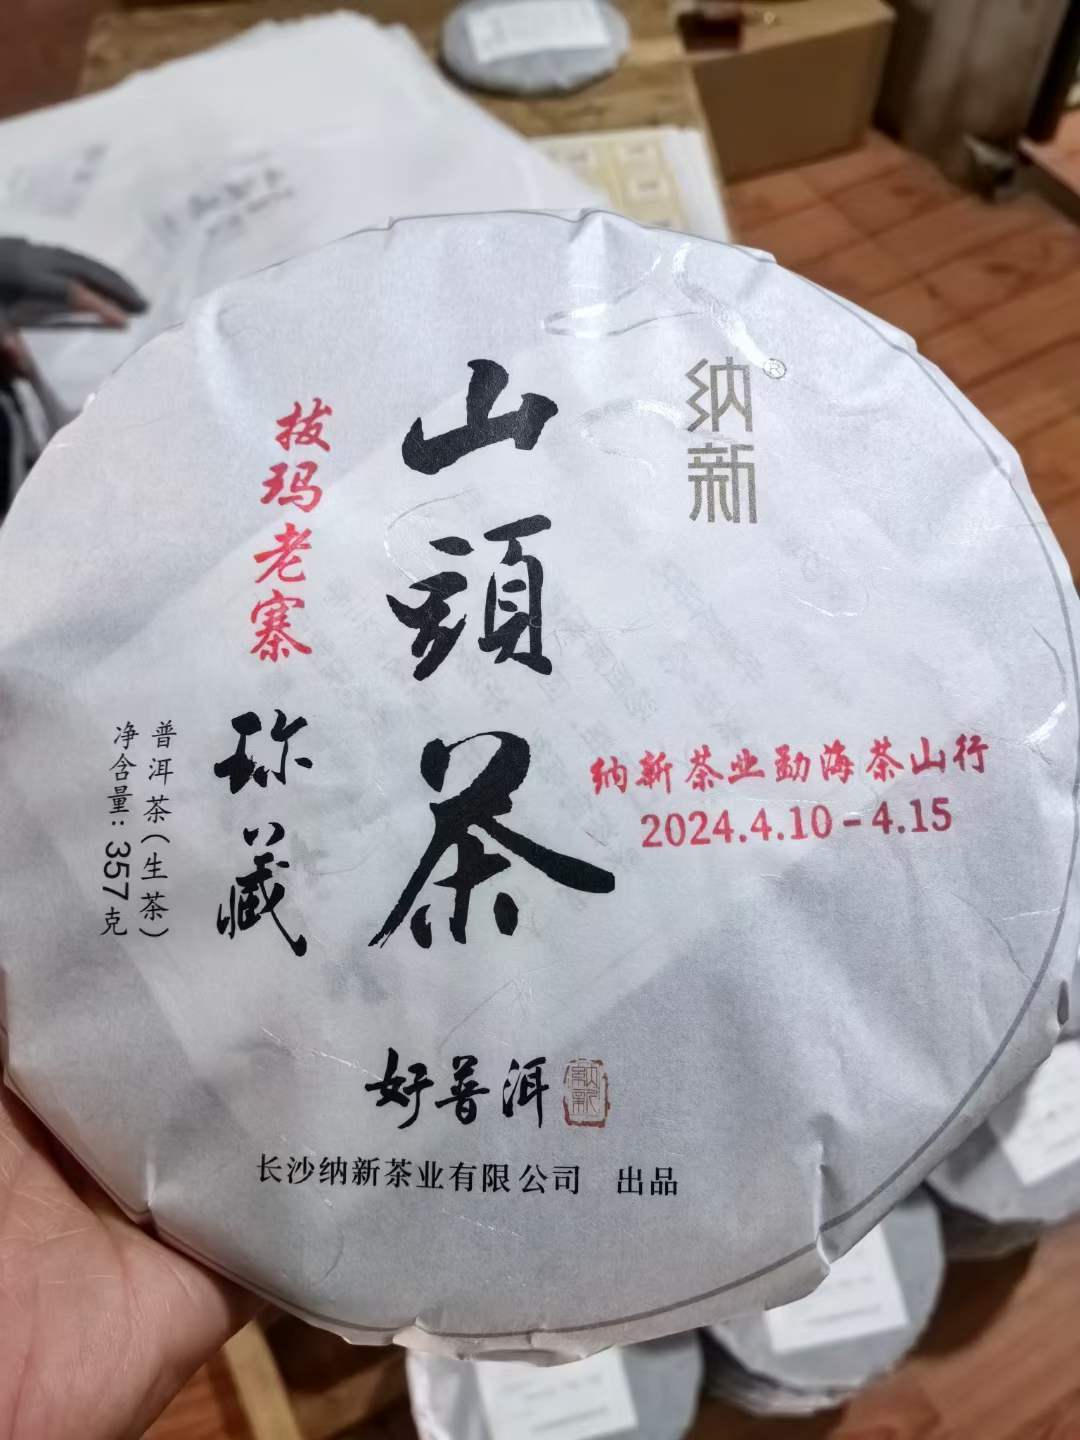 纳新®
山頭茶
拔玛老寨
珍藏
普洱茶(生茶)
净含量:357克
纳新茶业勐海茶山行
2024.4.10-4.15
好普洱
納新
长沙纳新茶业有限公司 出品